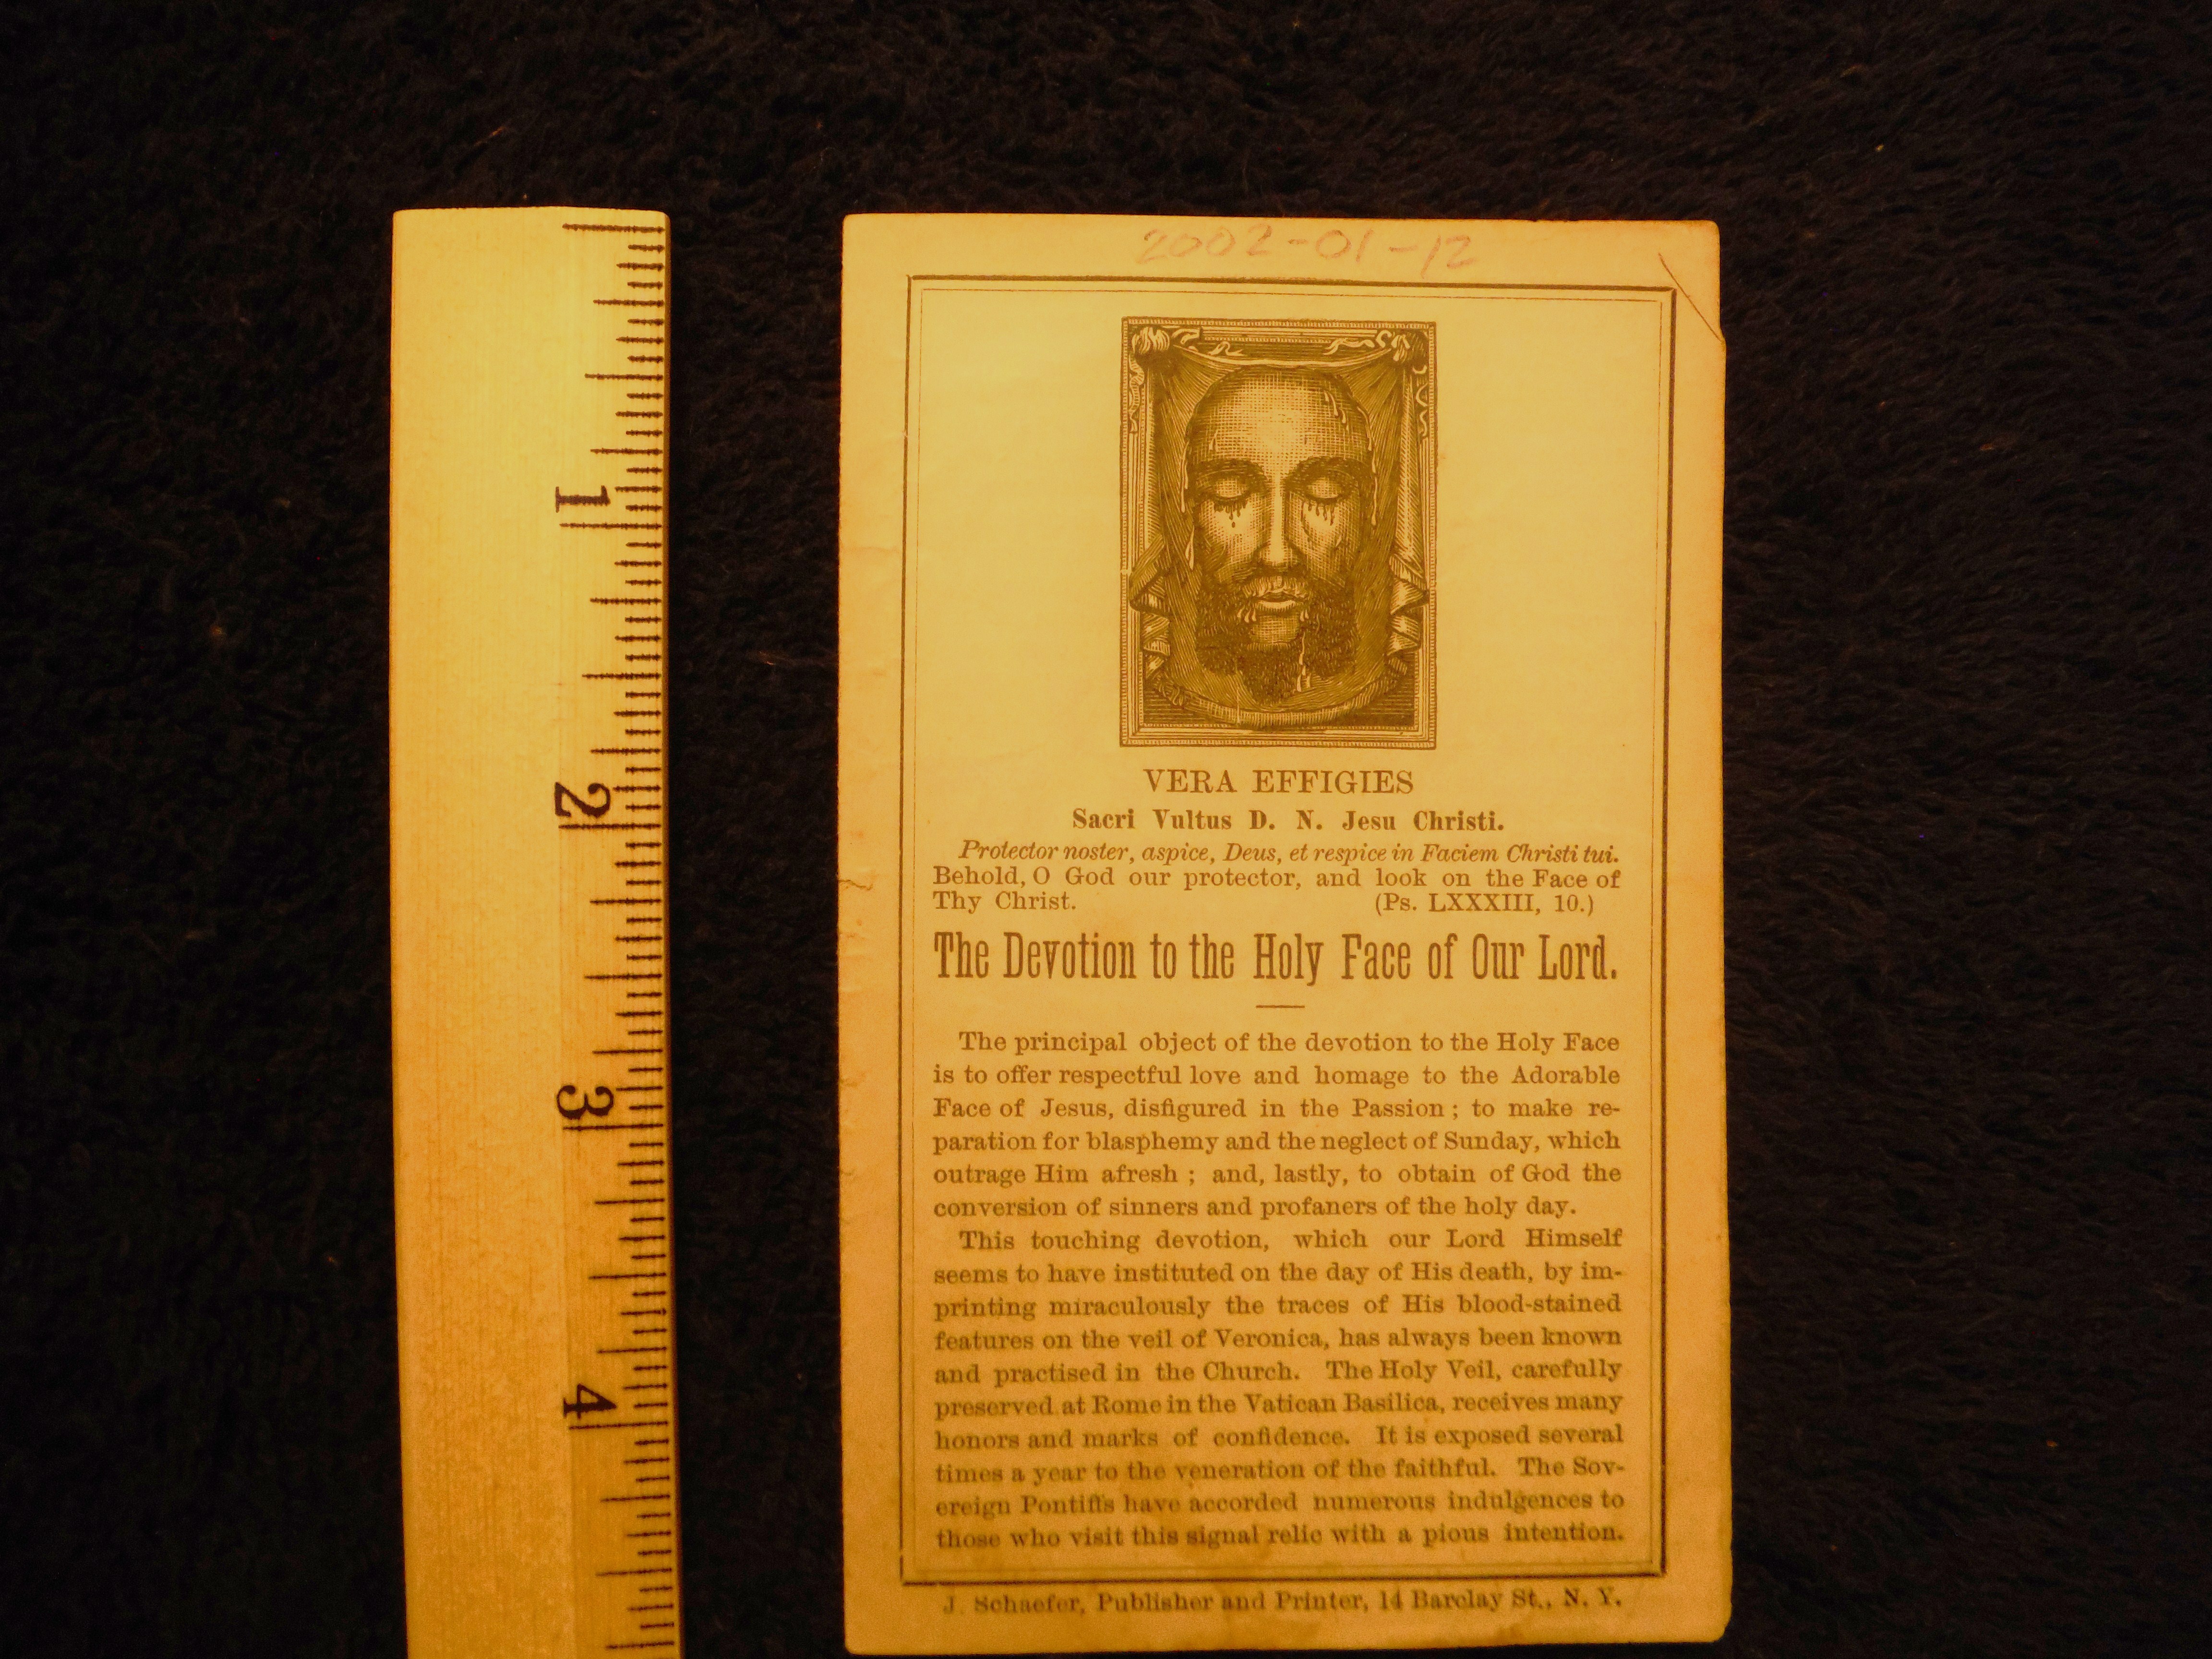 2002-01-12
VERA EFFIGIES
Sacri Vultus D. N. Jesu Christi.
Protector noster, aspice, Deus, et respice in Faciem Christi tui.
Behold, O God our protector, and look on the Face of
Thy Christ. (Ps. LXXXIII, 10.)
The Devotion to the Holy Face of Our Lord.
The principal object of the devotion to the Holy Face
is to offer respectful love and homage to the Adorable
Face of Jesus, disfigured in the Passion; to make re-
paration for blasphemy and the neglect of Sunday, which
outrage Him afresh; and, lastly, to obtain of God the
conversion of sinners and profaners of the holy day.
This touching devotion, which our Lord Himself
seems to have instituted on the day of His death, by im-
printing miraculously the traces of His blood-stained
features on the veil of Veronica, has always been known
and practised in the Church. The Holy Veil, carefully
preserved at Rome in the Vatican Basilica, receives many
honors and marks of confidence. It is exposed several
times a year to the veneration of the faithful. The Sov-
ereign Pontiffs have accorded numerous indulgences to
those who visit this signal relic with a pious intention.
J. Schaefer, Publisher and Printer, 14 Barclay St., N. Y.
1
2
3
4